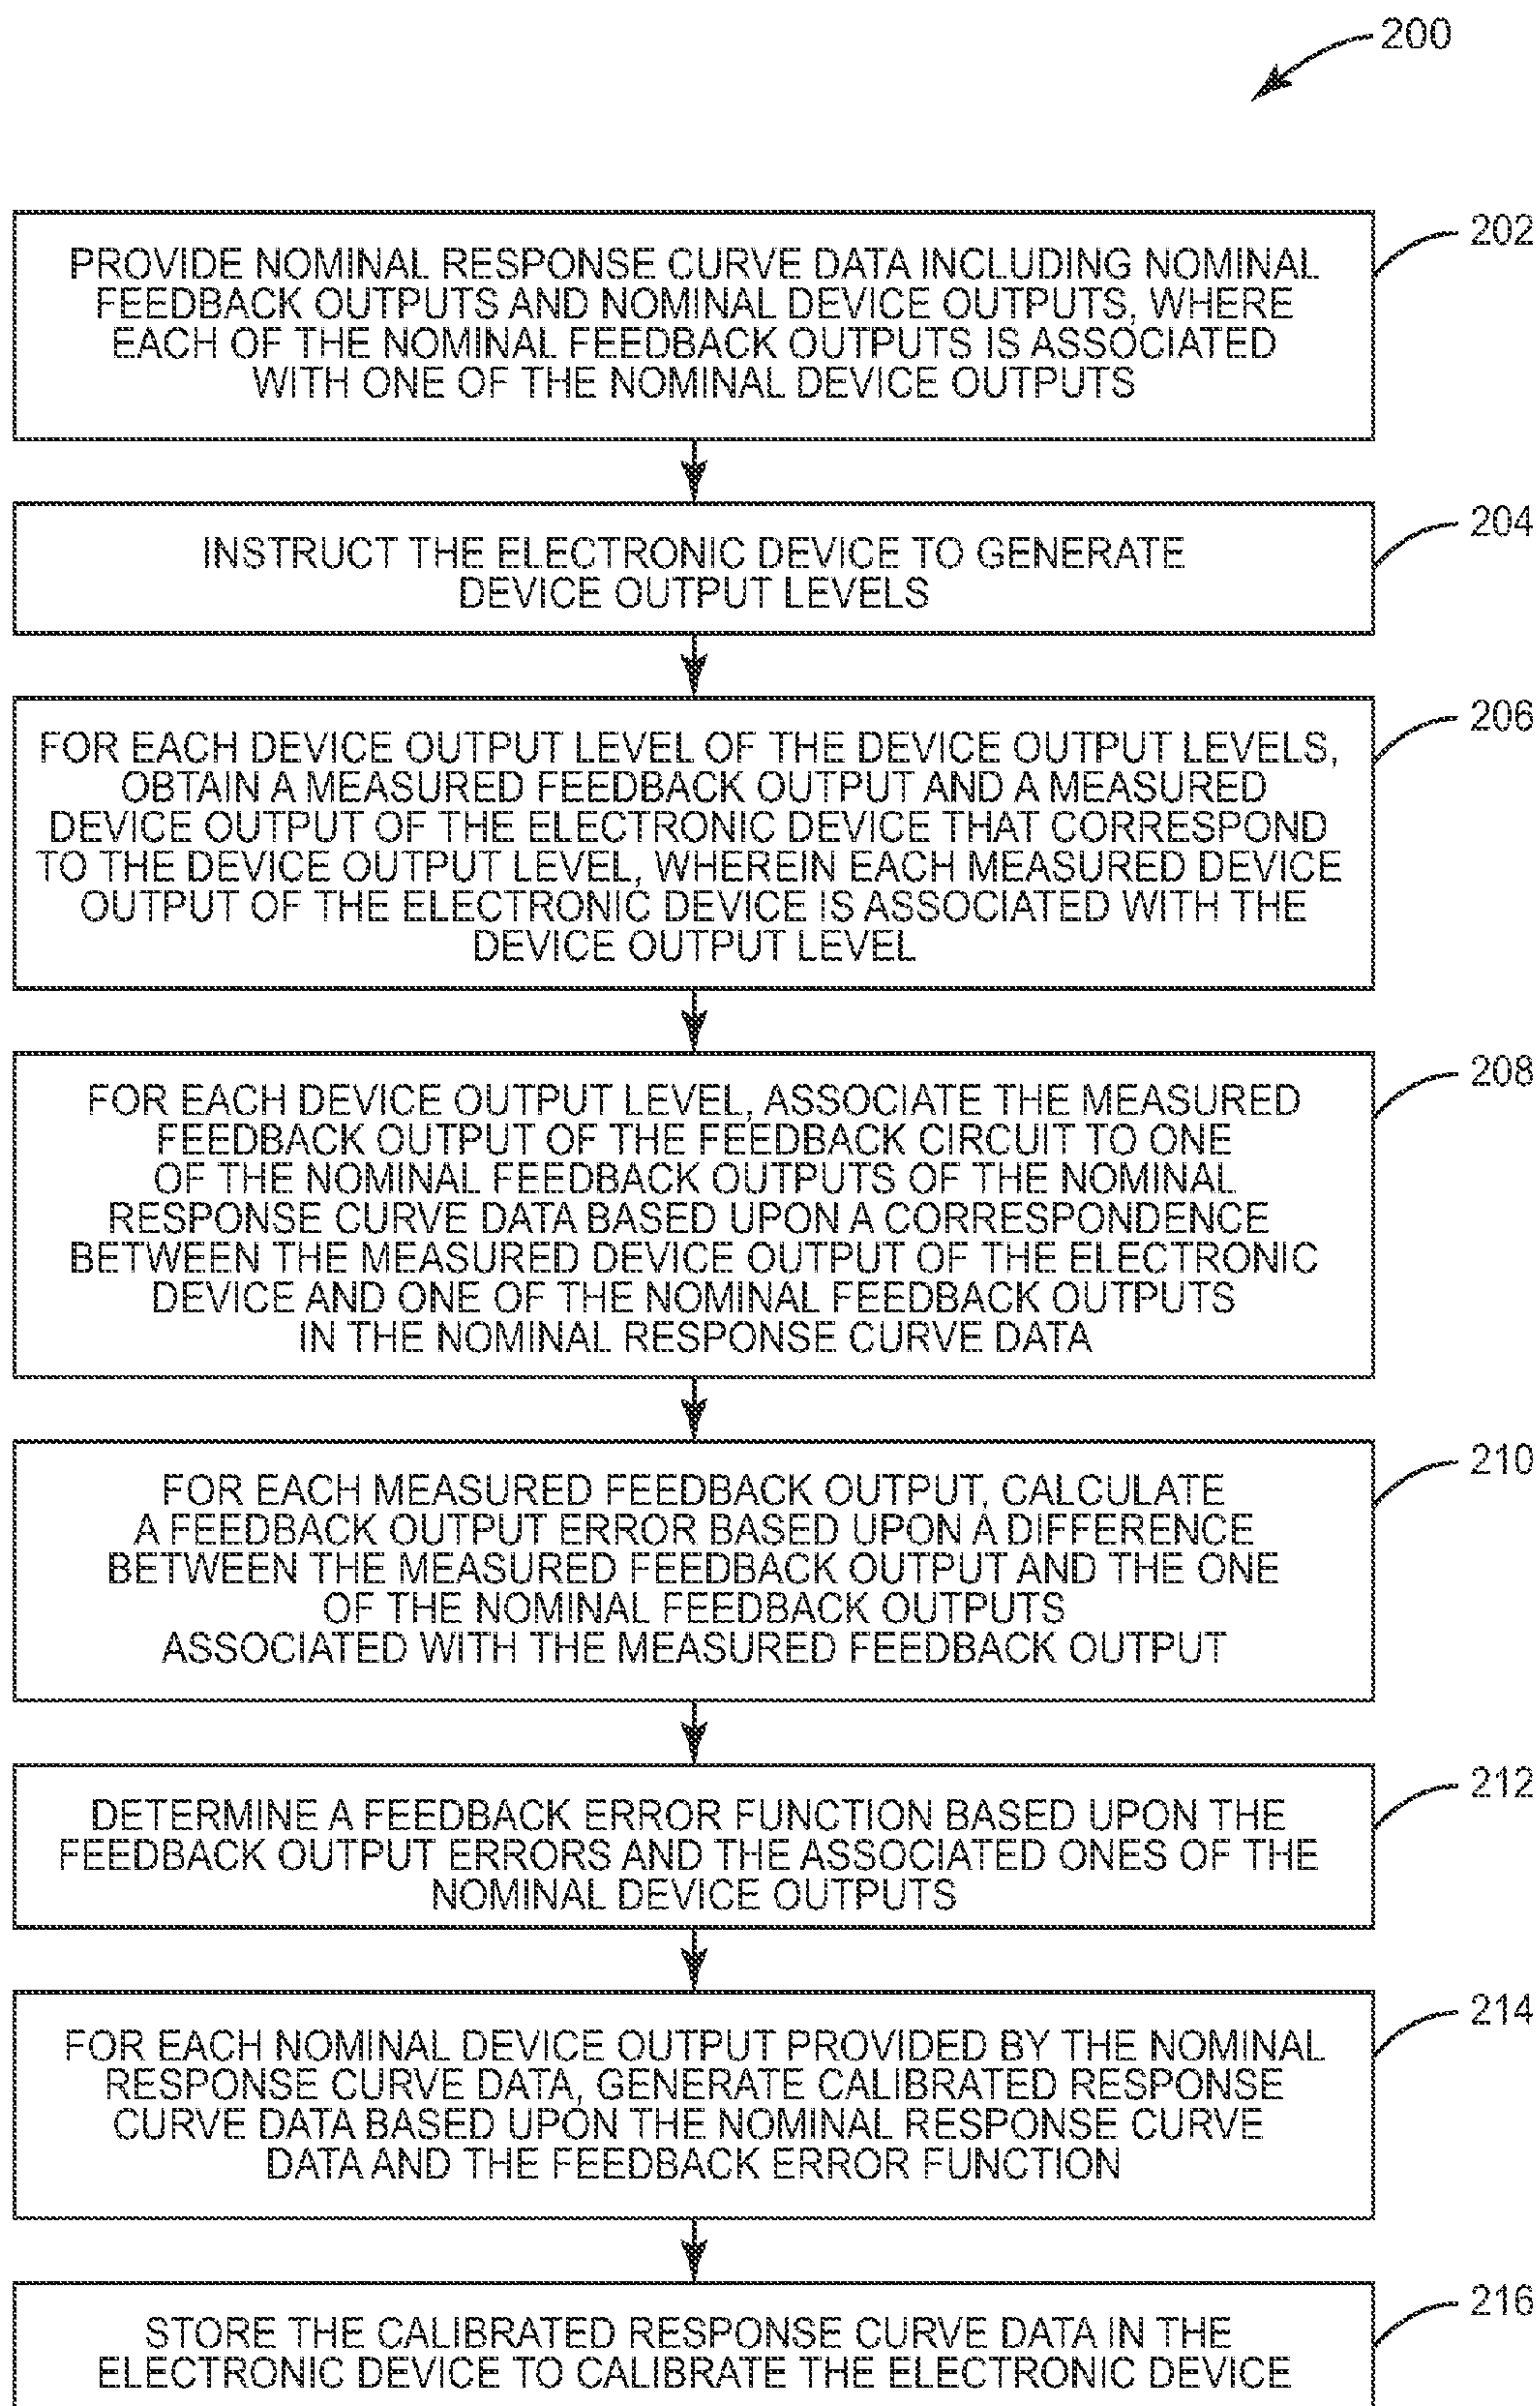 200
202
PROVIDE NOMINAL RESPONSE CURVE DATA INCLUDING NOMINAL
FEEDBACK OUTPUTS AND NOMINAL DEVICE OUTPUTS, WHERE
EACH OF THE NOMINAL FEEDBACK OUTPUTS IS ASSOCIATED
WITH ONE OF THE NOMINAL DEVICE OUTPUTS
204
INSTRUCT THE ELECTRONIC DEVICE TO GENERATE
DEVICE OUTPUT LEVELS
206
FOR EACH DEVICE OUTPUT LEVEL OF THE DEVICE OUTPUT LEVELS,
OBTAIN A MEASURED FEEDBACK OUTPUT AND A MEASURED
DEVICE OUTPUT OF THE ELECTRONIC DEVICE THAT CORRESPOND
TO THE DEVICE OUTPUT LEVEL, WHEREIN EACH MEASURED DEVICE
OUTPUT OF THE ELECTRONIC DEVICE IS ASSOCIATED WITH THE
DEVICE OUTPUT LEVEL
208
FOR EACH DEVICE OUTPUT LEVEL, ASSOCIATE THE MEASURED
FEEDBACK OUTPUT OF THE FEEDBACK CIRCUIT TO ONE
OF THE NOMINAL FEEDBACK OUTPUTS OF THE NOMINAL
RESPONSE CURVE DATA BASED UPON A CORRESPONDENCE
BETWEEN THE MEASURED DEVICE OUTPUT OF THE ELECTRONIC
DEVICE AND ONE OF THE NOMINAL FEEDBACK OUTPUTS
IN THE NOMINAL RESPONSE CURVE DATA
210
FOR EACH MEASURED FEEDBACK OUTPUT, CALCULATE
A FEEDBACK OUTPUT ERROR BASED UPON A DIFFERENCE
BETWEEN THE MEASURED FEEDBACK OUTPUT AND THE ONE
OF THE NOMINAL FEEDBACK OUTPUTS
ASSOCIATED WITH THE MEASURED FEEDBACK OUTPUT
212
DETERMINE A FEEDBACK ERROR FUNCTION BASED UPON THE
FEEDBACK OUTPUT ERRORS AND THE ASSOCIATED ONES OF THE
NOMINAL DEVICE OUTPUTS
214
FOR EACH NOMINAL DEVICE OUTPUT PROVIDED BY THE NOMINAL
RESPONSE CURVE DATA, GENERATE CALIBRATED RESPONSE
CURVE DATA BASED UPON THE NOMINAL RESPONSE CURVE
DATA AND THE FEEDBACK ERROR FUNCTION
216
STORE THE CALIBRATED RESPONSE CURVE DATA IN THE
ELECTRONIC DEVICE TO CALIBRATE THE ELECTRONIC DEVICE